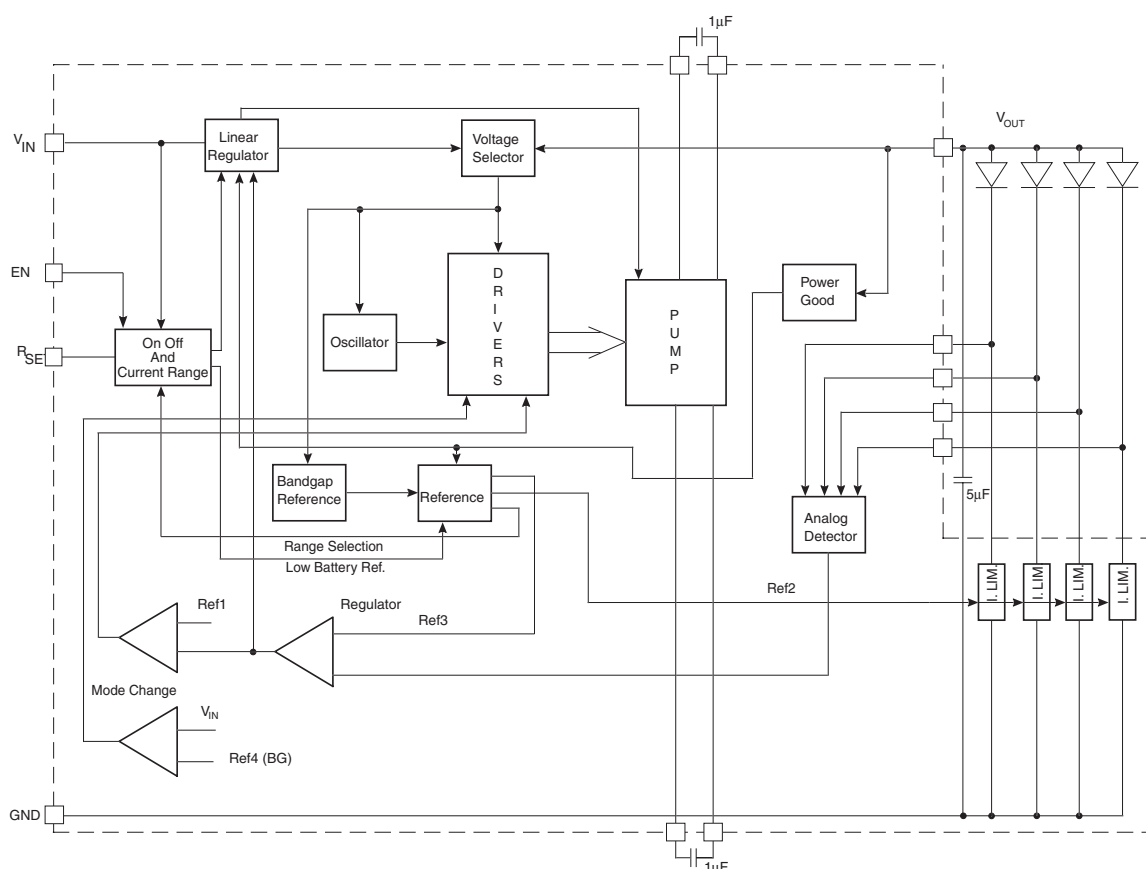 1μF
VIN
Linear
Regulator
Voltage
Selector
VOUT
EN
D
R
I
V
E
R
S
Power
Good
P
U
M
P
RSE
On Off
And
Current Range
Oscillator
Bandgap
Reference
Reference
5μF
Analog
Detector
Range Selection
Low Battery Ref.
I. LIM.
I. LIM.
I. LIM.
I. LIM.
Ref2
Ref1
Regulator
Ref3
Mode Change
VIN
Ref4 (BG)
GND
1μF